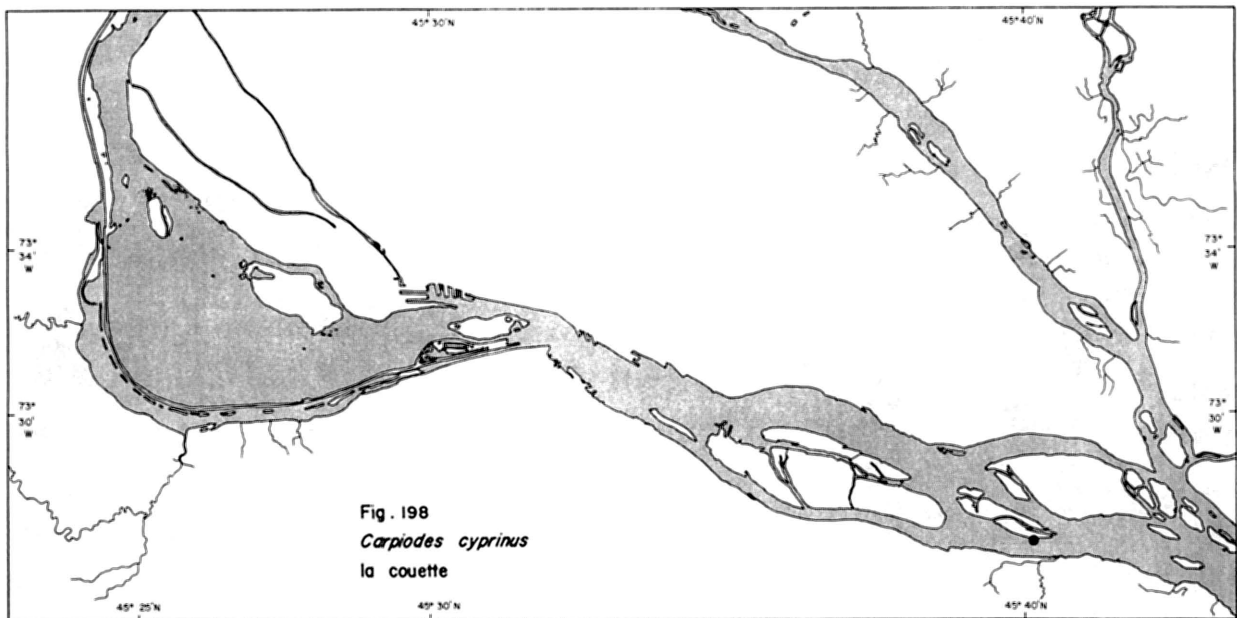 45° 30' N
45° 40' N
73°
34'
W
73°
34'
W
73°
30'
W
73°
30'
W
Fig. 198
Carpiodes cyprinus
la couette
45° 25' N
45° 30' N
45° 40' N